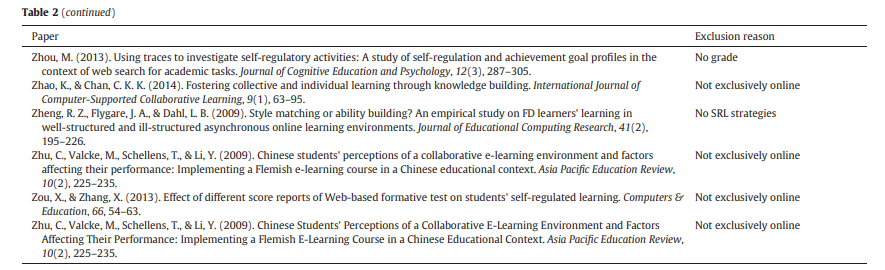 Table 2 (continued)
Paper Exclusion reason
Zhou, M. (2013). Using traces to investigate self-regulatory activities: A study of self-regulation and achievement goal profiles in the No grade
context of web search for academic tasks. Journal of Cognitive Education and Psychology, 12(3), 287–305.
Zhao, K., & Chan, C. K. K. (2014). Fostering collective and individual learning through knowledge building. International Journal of Not exclusively online
Computer-Supported Collaborative Learning, 9(1), 63–95.
Zheng, R. Z., Flygare, J. A., & Dahl, L. B. (2009). Style matching or ability building? An empirical study on FD learners' learning in No SRL strategies
well-structured and ill-structured asynchronous online learning environments. Journal of Educational Computing Research, 41(2),
195–226.
Zhu, C., Valcke, M., Schellens, T., & Li, Y. (2009). Chinese students' perceptions of a collaborative e-learning environment and factors Not exclusively online
affecting their performance: Implementing a Flemish e-learning course in a Chinese educational context. Asia Pacific Education Review,
10(2), 225–235.
Zou, X., & Zhang, X. (2013). Effect of different score reports of Web-based formative test on students' self-regulated learning. Computers & Not exclusively online
Education, 66, 54–63.
Zhu, C., Valcke, M., Schellens, T., & Li, Y. (2009). Chinese Students' Perceptions of a Collaborative E-Learning Environment and Factors Not exclusively online
Affecting Their Performance: Implementing a Flemish E-Learning Course in a Chinese Educational Context. Asia Pacific Education Review,
10(2), 225–235.